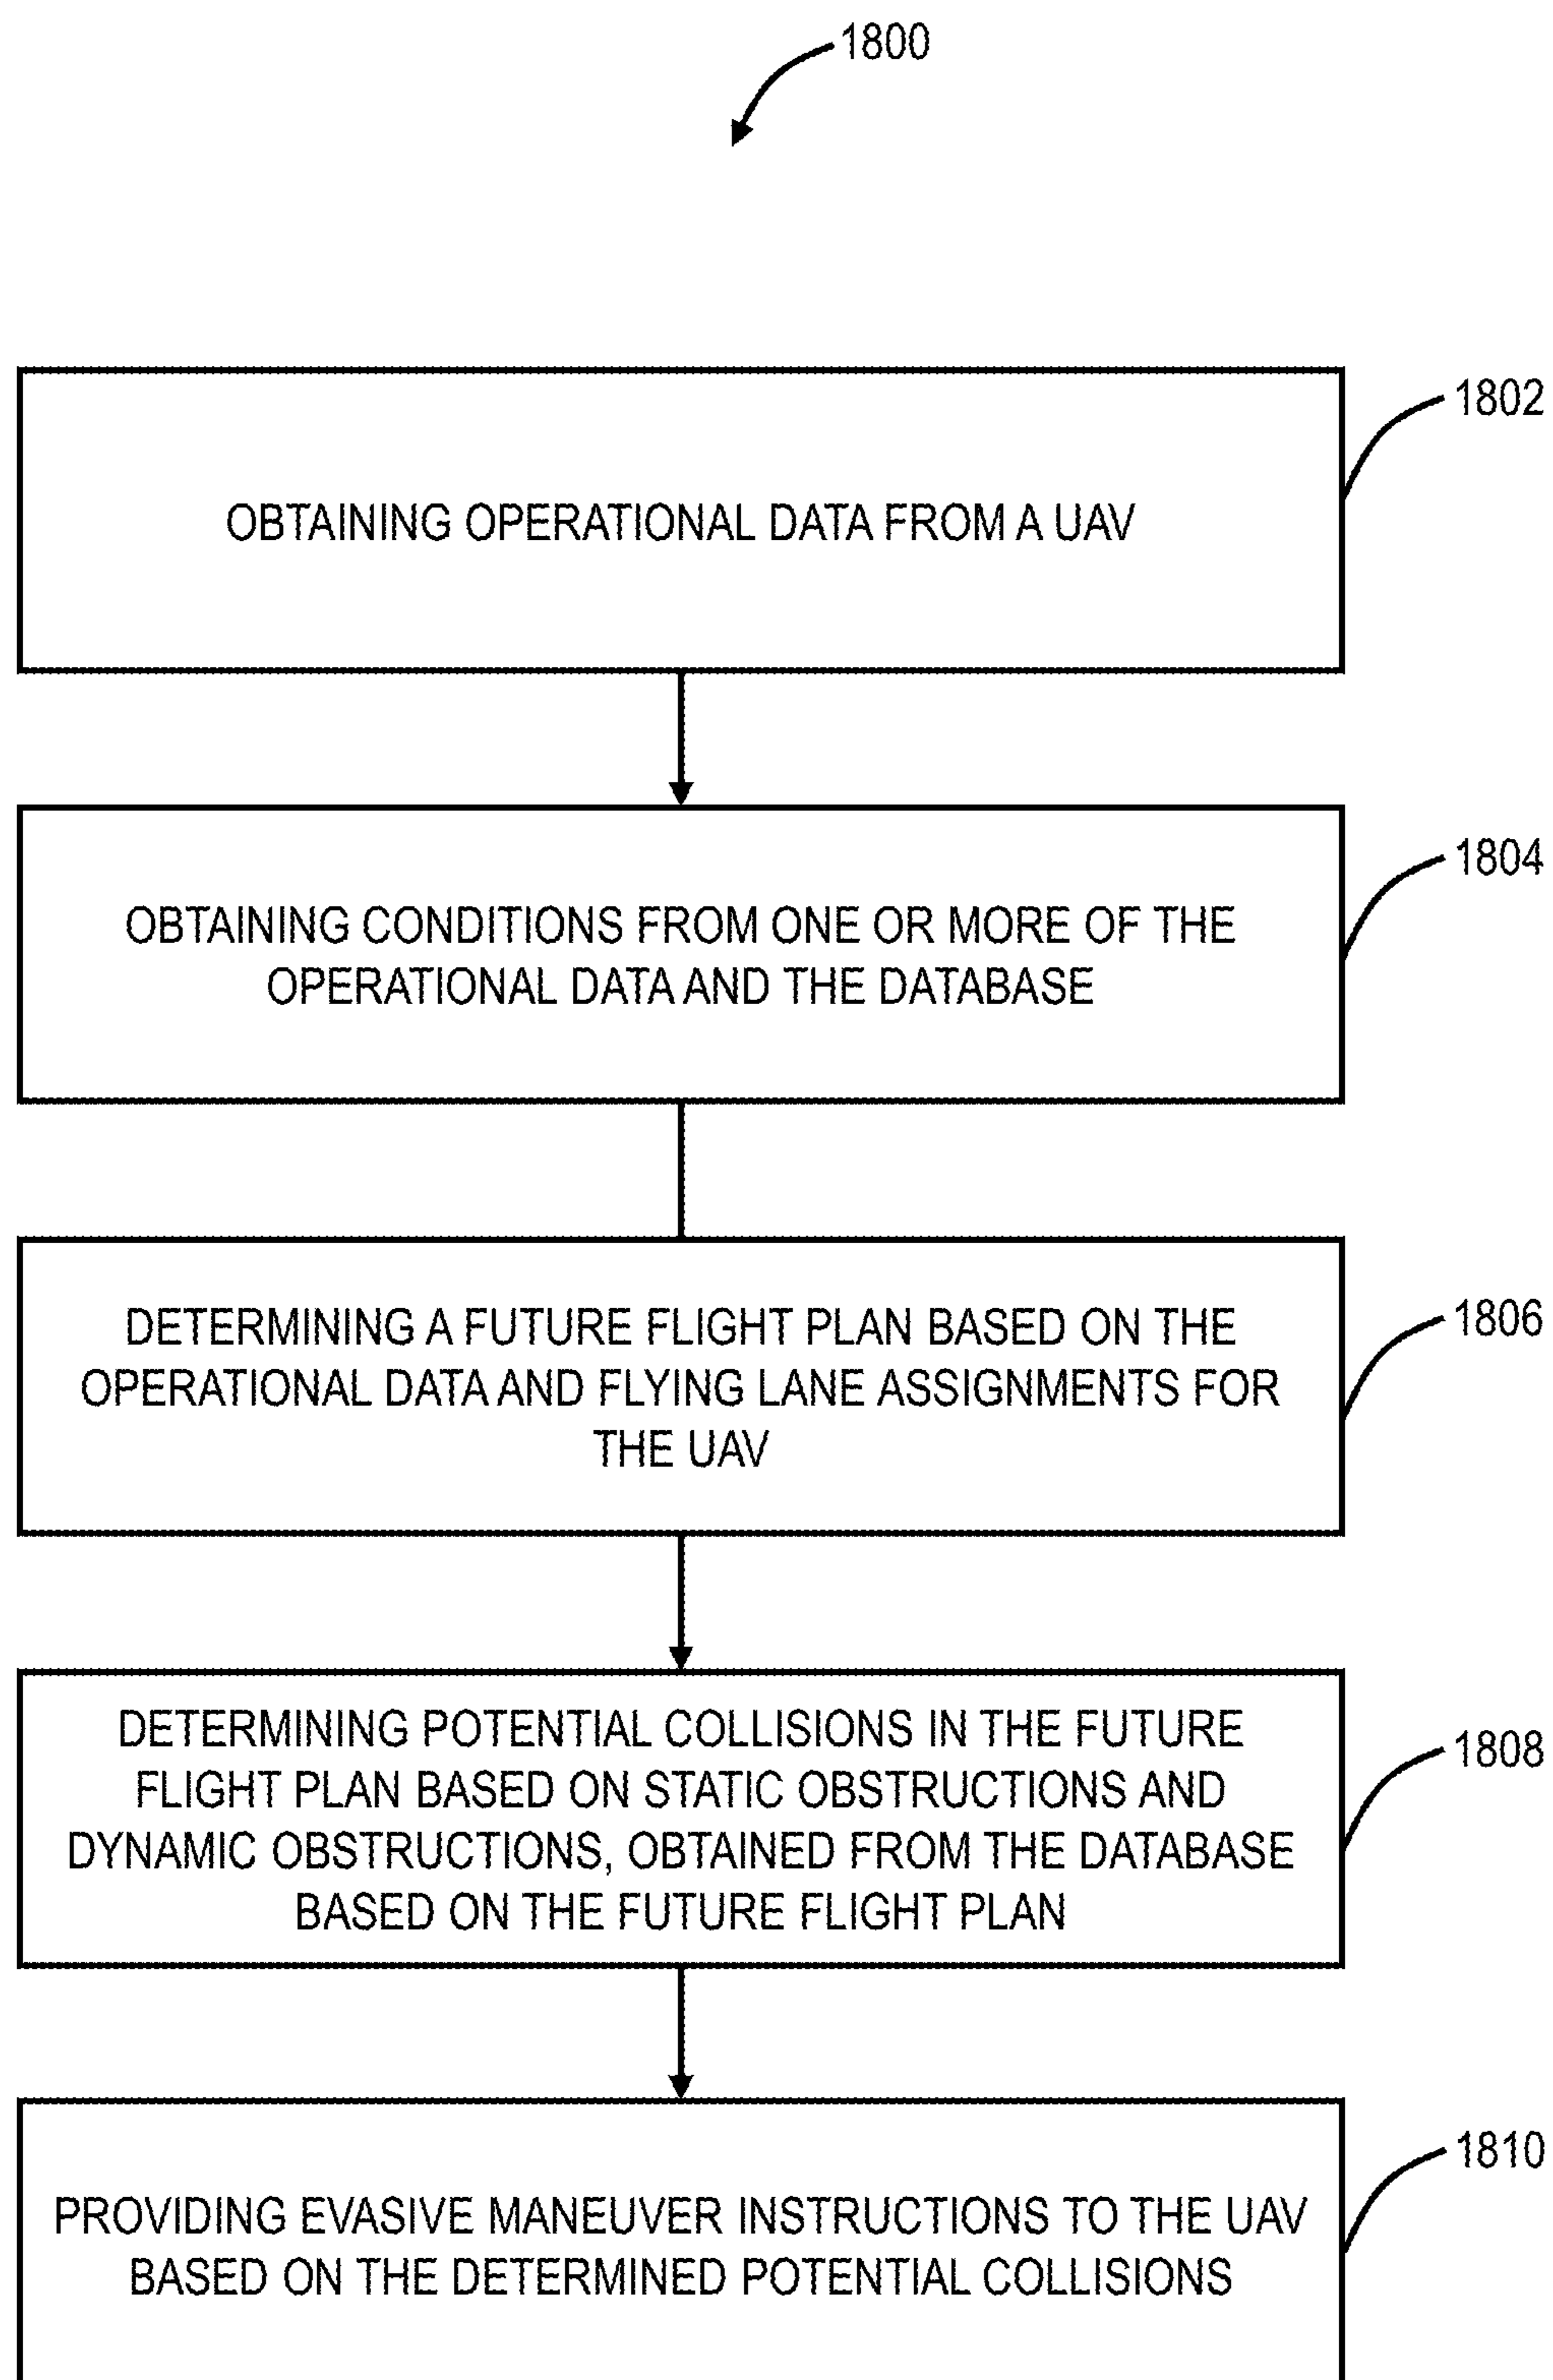 1800
1802
OBTAINING OPERATIONAL DATA FROM A UAV
1804
OBTAINING CONDITIONS FROM ONE OR MORE OF THE
OPERATIONAL DATA AND THE DATABASE
1806
DETERMINING A FUTURE FLIGHT PLAN BASED ON THE
OPERATIONAL DATA AND FLYING LANE ASSIGNMENTS FOR
THE UAV
1808
DETERMINING POTENTIAL COLLISIONS IN THE FUTURE
FLIGHT PLAN BASED ON STATIC OBSTRUCTIONS AND
DYNAMIC OBSTRUCTIONS, OBTAINED FROM THE DATABASE
BASED ON THE FUTURE FLIGHT PLAN
1810
PROVIDING EVASIVE MANEUVER INSTRUCTIONS TO THE UAV
BASED ON THE DETERMINED POTENTIAL COLLISIONS